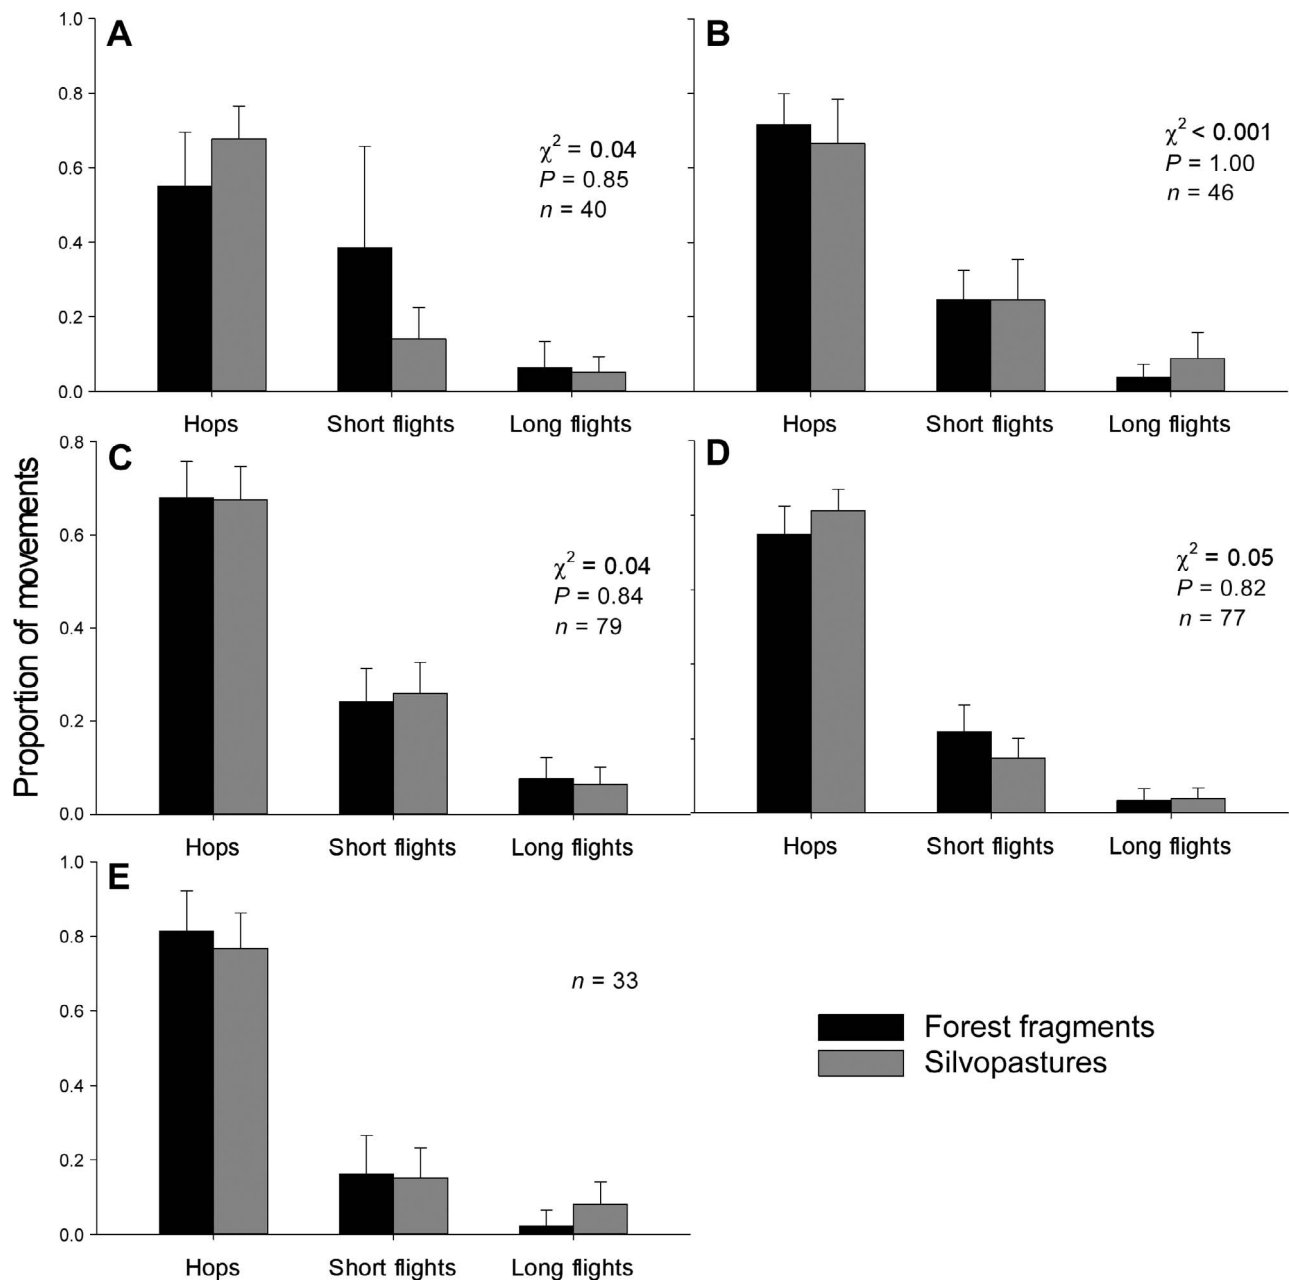 Proportion of movements
A
1.0
0.8
0.6
0.4
0.2
0.0
χ² = 0.04
P = 0.85
n = 40
Hops Short flights Long flights
B
χ² < 0.001
P = 1.00
n = 46
Hops Short flights Long flights
C
0.8
0.6
0.4
0.2
0.0
χ² = 0.04
P = 0.84
n = 79
Hops Short flights Long flights
D
χ² = 0.05
P = 0.82
n = 77
Hops Short flights Long flights
E
1.0
0.8
0.6
0.4
0.2
0.0
n = 33
Hops Short flights Long flights
Forest fragments
Silvopastures